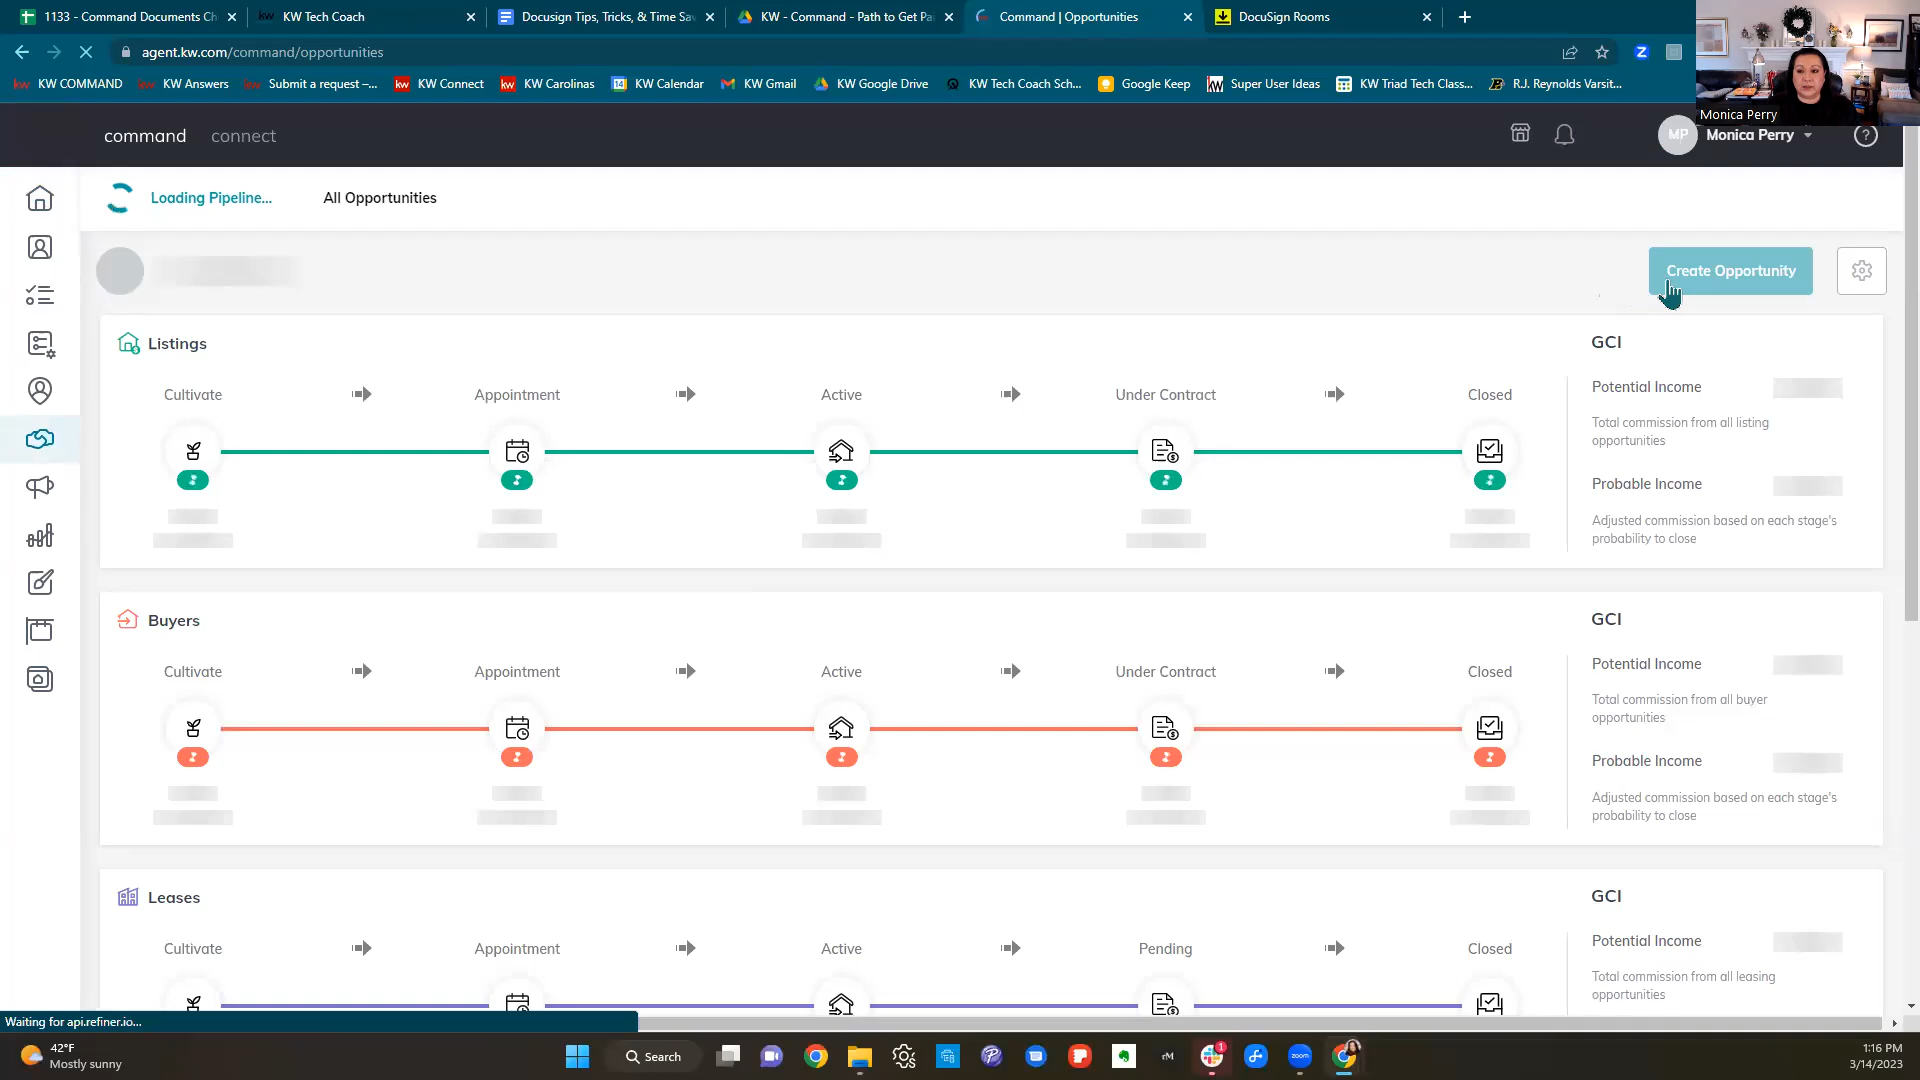 1133 - Command Documents Ch
KW Tech Coach
Docusign Tips, Tricks, & Time Sav
KW - Command - Path to Get Pai
Command | Opportunities
DocuSign Rooms
agent.kw.com/command/opportunities
KW COMMAND
KW Answers
Submit a request –...
KW Connect
KW Carolinas
KW Calendar
KW Gmail
KW Google Drive
KW Tech Coach Sch...
Google Keep
Super User Ideas
KW Triad Tech Class...
R.J. Reynolds Varsit...
Monica Perry
command
connect
MP
Monica Perry
Loading Pipeline...
All Opportunities
Create Opportunity
Listings
GCI
Cultivate
Appointment
Active
Under Contract
Closed
Potential Income
Total commission from all listing
opportunities
Probable Income
Adjusted commission based on each stage's
probability to close
Buyers
GCI
Cultivate
Appointment
Active
Under Contract
Closed
Potential Income
Total commission from all buyer
opportunities
Probable Income
Adjusted commission based on each stage's
probability to close
Leases
GCI
Cultivate
Appointment
Active
Pending
Closed
Potential Income
Total commission from all leasing
opportunities
Waiting for api.refiner.io...
42°F
Mostly sunny
Search
rM
1
zoom
1:16 PM
3/14/2023